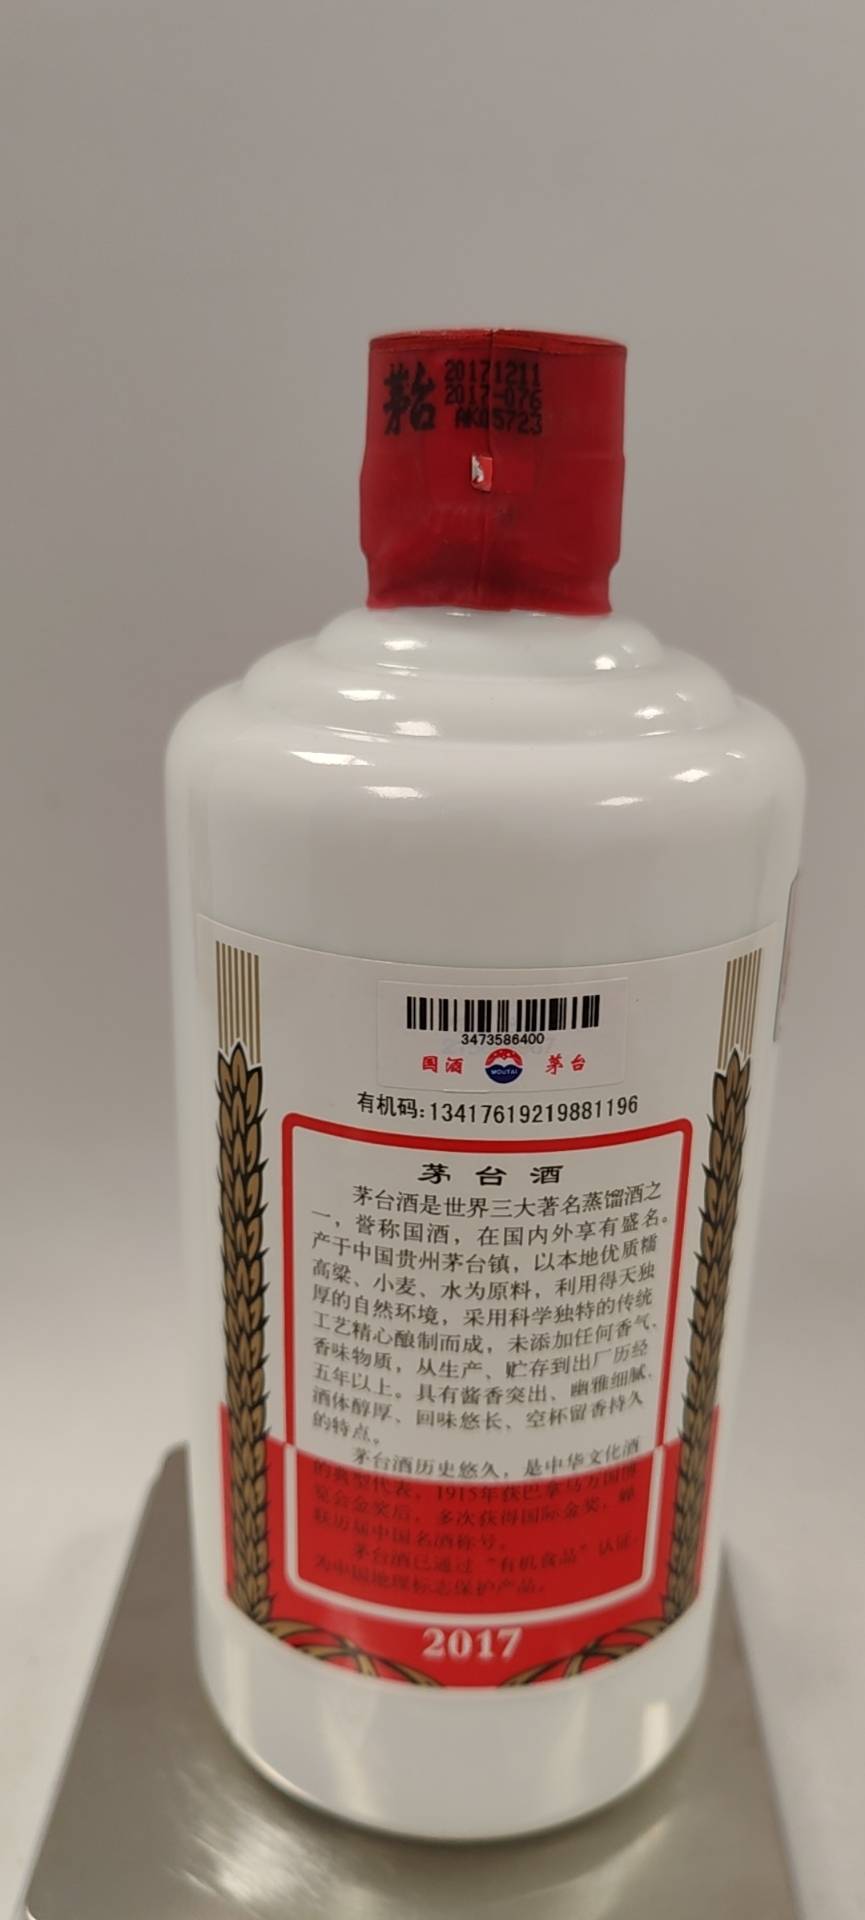 茅台
20171211
2017-076
AK05723
3473586400
国酒 MOUTAI 茅台
有机码:13417619219881196
茅台酒
茅台酒是世界三大著名蒸馏酒之
一，誉称国酒，在国内外享有盛名。
产于中国贵州茅台镇，以本地优质糯
高粱、小麦、水为原料，利用得天独
厚的自然环境，采用科学独特的传统
工艺精心酿制而成，未添加任何香气、
香味物质，从生产、贮存到出厂历经
五年以上。具有酱香突出、幽雅细腻、
酒体醇厚、回味悠长、空杯留香持久
的特点。
茅台酒历史悠久，是中华文化酒
的典型代表，1915年获巴拿马万国博
览会金奖后，多次获得国际金奖，蝉
联历届中国名酒称号。
茅台酒已通过“有机食品”认证，
为中国地理标志保护产品。
2017